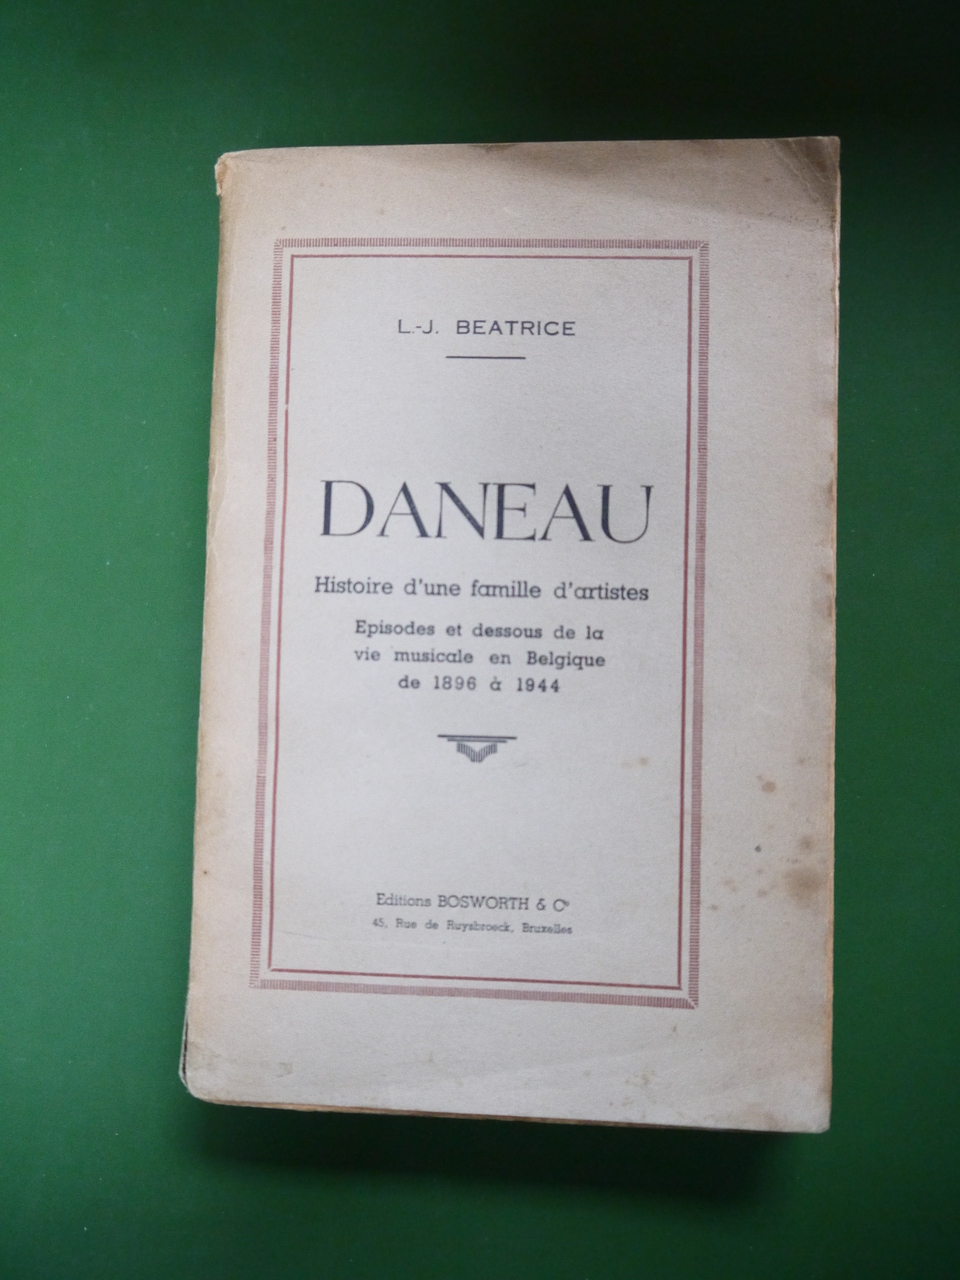 L.-J. BEATRICE
DANEAU
Histoire d'une famille d'artistes
Episodes et dessous de la
vie musicale en Belgique
de 1896 à 1944
Editions BOSWORTH & Cº
45, Rue de Ruysbroeck, Bruxelles